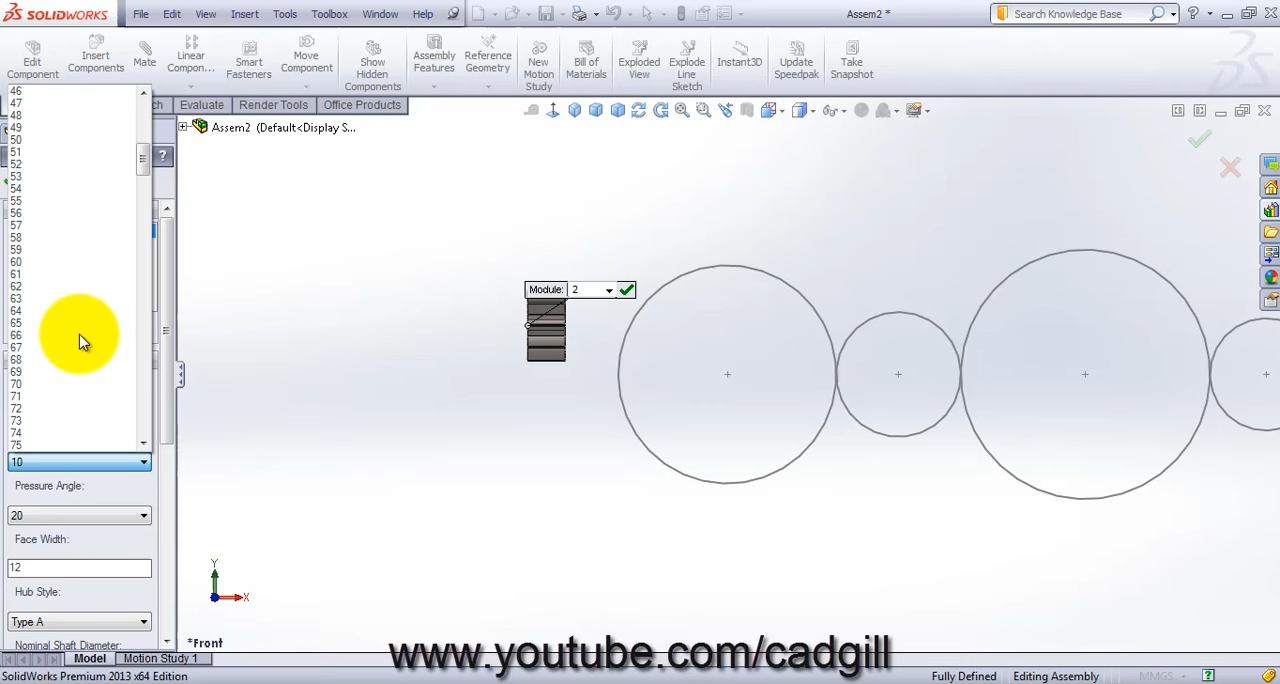 SOLIDWORKS File Edit View Insert Tools Toolbox Window Help Assem2 * Search Knowledge Base
Edit Component
Insert Components
Mate
Linear Compon...
Smart Fasteners
Move Component
Show Hidden Components
Assembly Features
Reference Geometry
New Motion Study
Bill of Materials
Exploded View
Explode Line Sketch
Instant3D
Update Speedpak
Take Snapshot
ch Evaluate Render Tools Office Products
Assem2 (Default<Display S...
46
47
48
49
50
51
52
53
54
55
56
57
58
59
60
61
62
63
64
65
66
67
68
69
70
71
72
73
74
75
10
Pressure Angle:
20
Face Width:
12
Hub Style:
Type A
Nominal Shaft Diameter:
Module: 2
Y
X
*Front
www.youtube.com/cadgill
Model Motion Study 1
SolidWorks Premium 2013 x64 Edition Fully Defined Editing Assembly MMGS